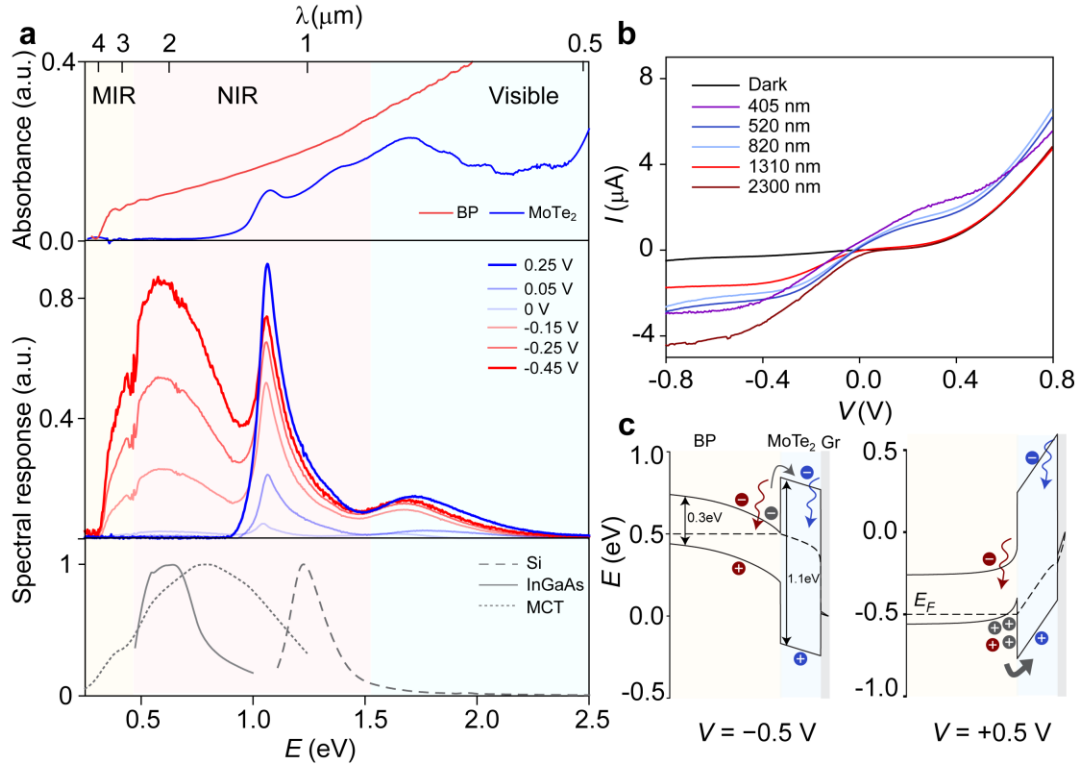 a
λ(μm)
4 3 2 1 0.5
0.4
0.0
Absorbance (a.u.)
MIR NIR Visible
BP MoTe₂
0.8
0.4
Spectral response (a.u.)
0.25 V
0.05 V
0 V
-0.15 V
-0.25 V
-0.45 V
1
0
Si
InGaAs
MCT
0.5 1.0 1.5 2.0 2.5
E (eV)
b
8
4
0
-4
I (μA)
Dark
405 nm
520 nm
820 nm
1310 nm
2300 nm
-0.8 -0.4 0.0 0.4 0.8
V (V)
c
BP MoTe₂ Gr
1.0
0.5
0.0
-0.5
E (eV)
0.3eV
1.1eV
V = −0.5 V
0.5
0.0
-0.5
-1.0
E_F
V = +0.5 V